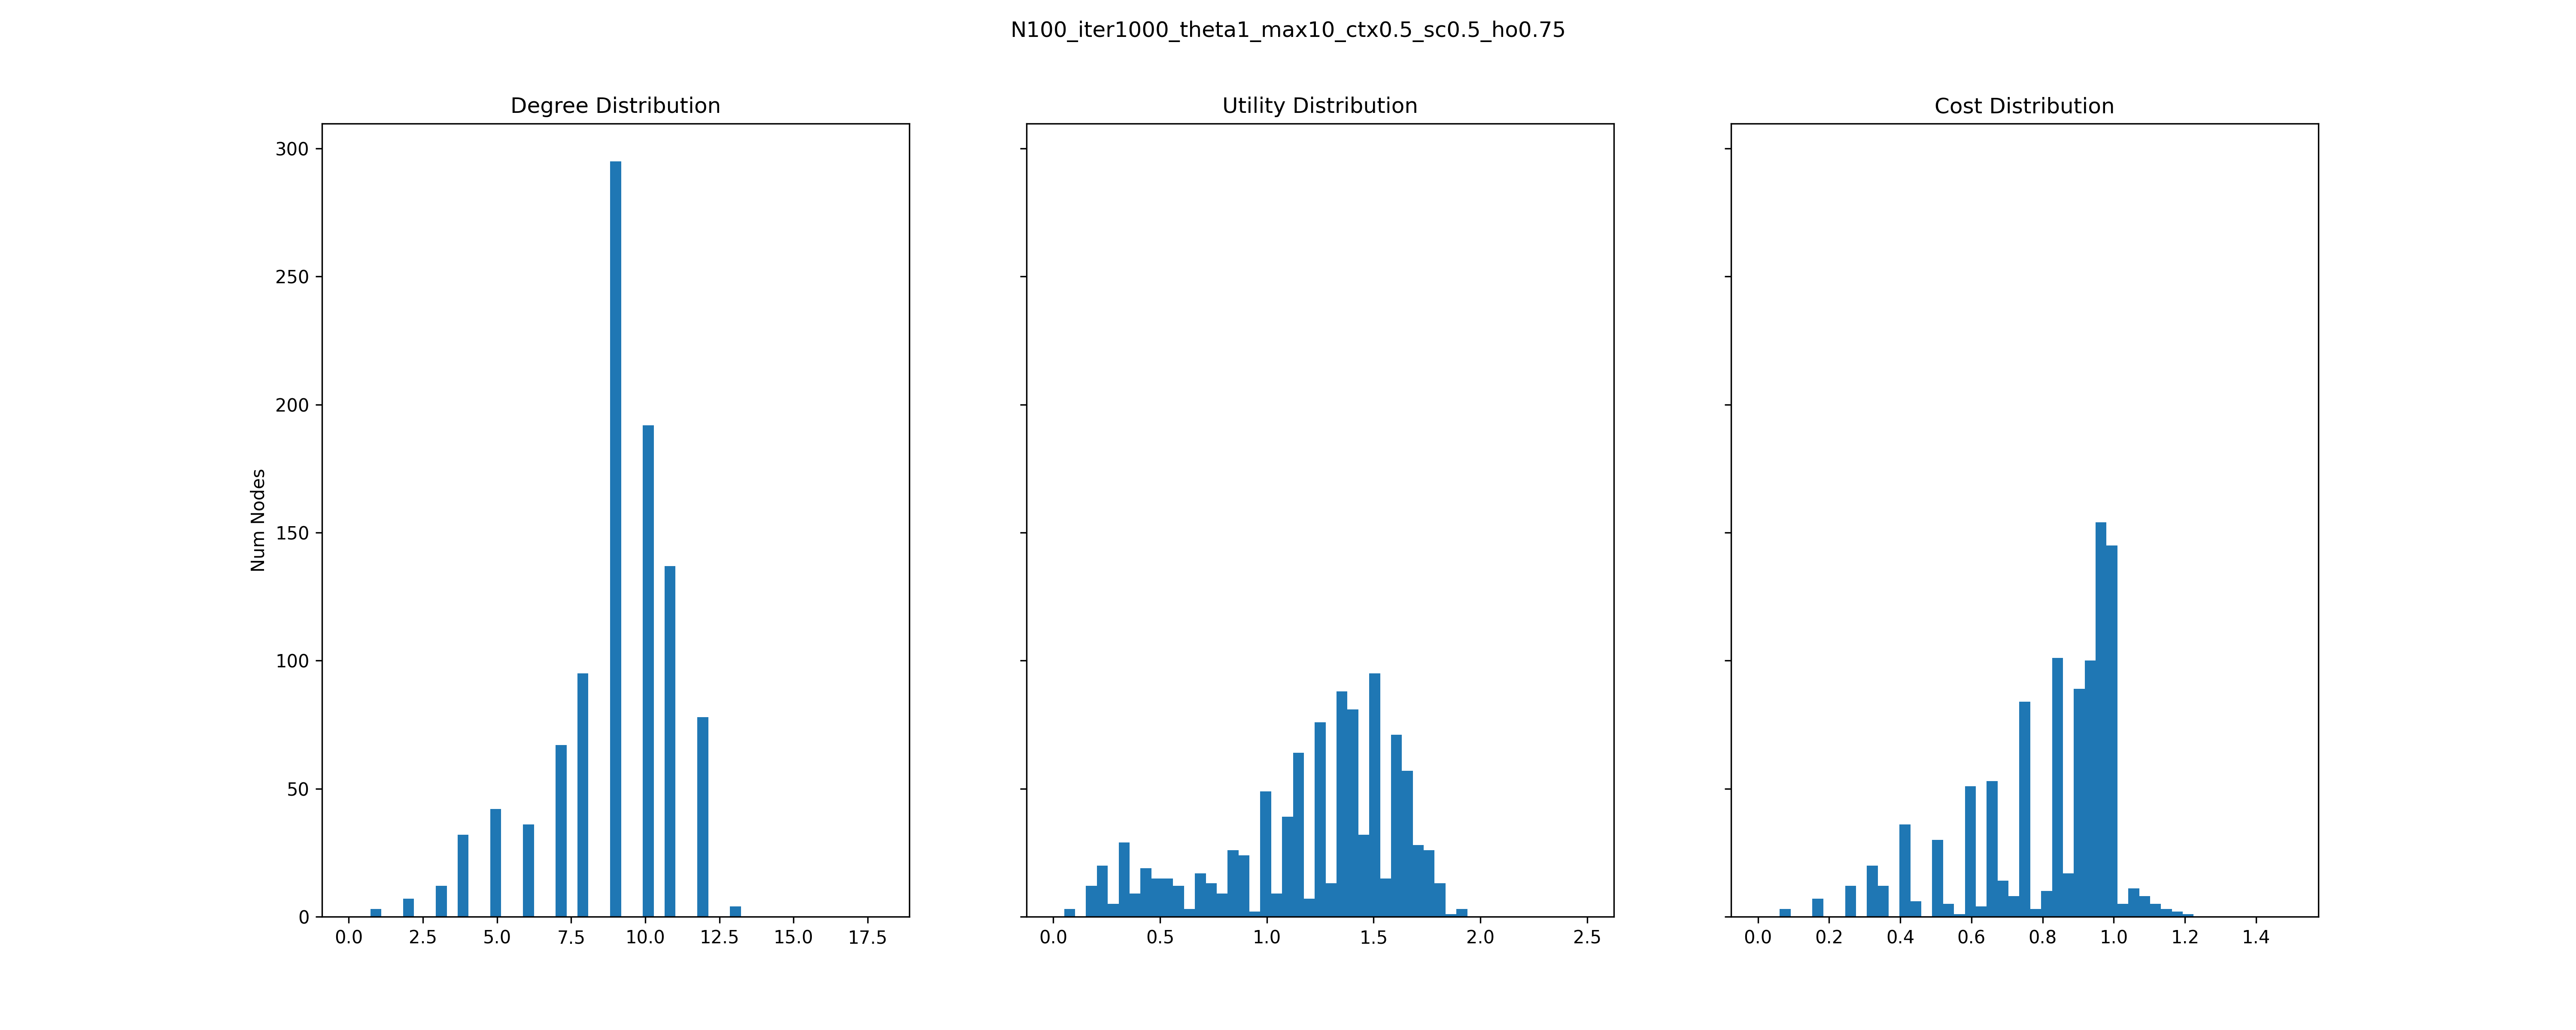 N100_iter1000_theta1_max10_ctx0.5_sc0.5_ho0.75
Degree Distribution
Utility Distribution
Cost Distribution
Num Nodes
300
250
200
150
100
50
0
0.0 2.5 5.0 7.5 10.0 12.5 15.0 17.5
0.0 0.5 1.0 1.5 2.0 2.5
0.0 0.2 0.4 0.6 0.8 1.0 1.2 1.4